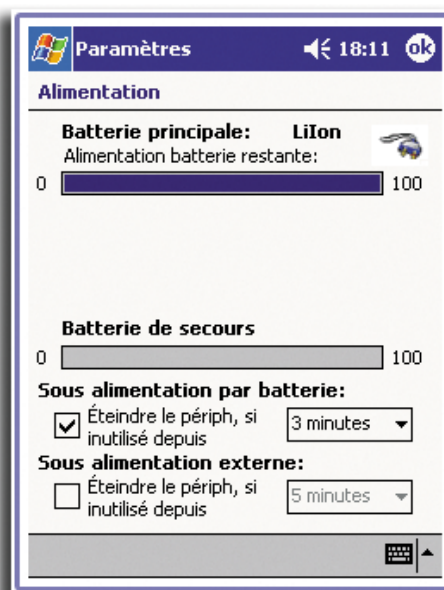 Paramètres 18:11 ok
Alimentation
Batterie principale: LiIon
Alimentation batterie restante:
0 100
Batterie de secours
0 100
Sous alimentation par batterie:
Éteindre le périph, si
inutilisé depuis
3 minutes
Sous alimentation externe:
Éteindre le périph, si
inutilisé depuis
5 minutes